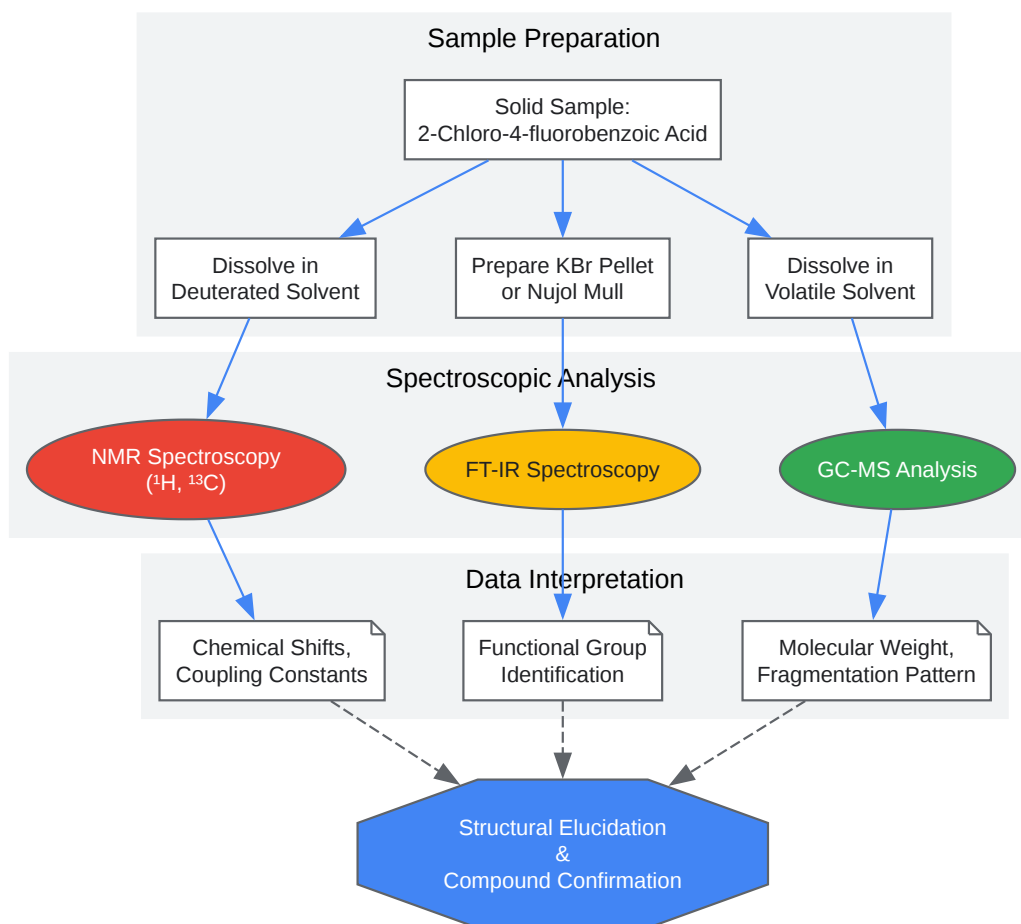 Sample Preparation
Solid Sample:
2-Chloro-4-fluorobenzoic Acid
Dissolve in
Deuterated Solvent
Prepare KBr Pellet
or Nujol Mull
Dissolve in
Volatile Solvent
Spectroscopic Analysis
NMR Spectroscopy
(¹H, ¹³C)
FT-IR Spectroscopy
GC-MS Analysis
Data Interpretation
Chemical Shifts,
Coupling Constants
Functional Group
Identification
Molecular Weight,
Fragmentation Pattern
Structural Elucidation
&
Compound Confirmation